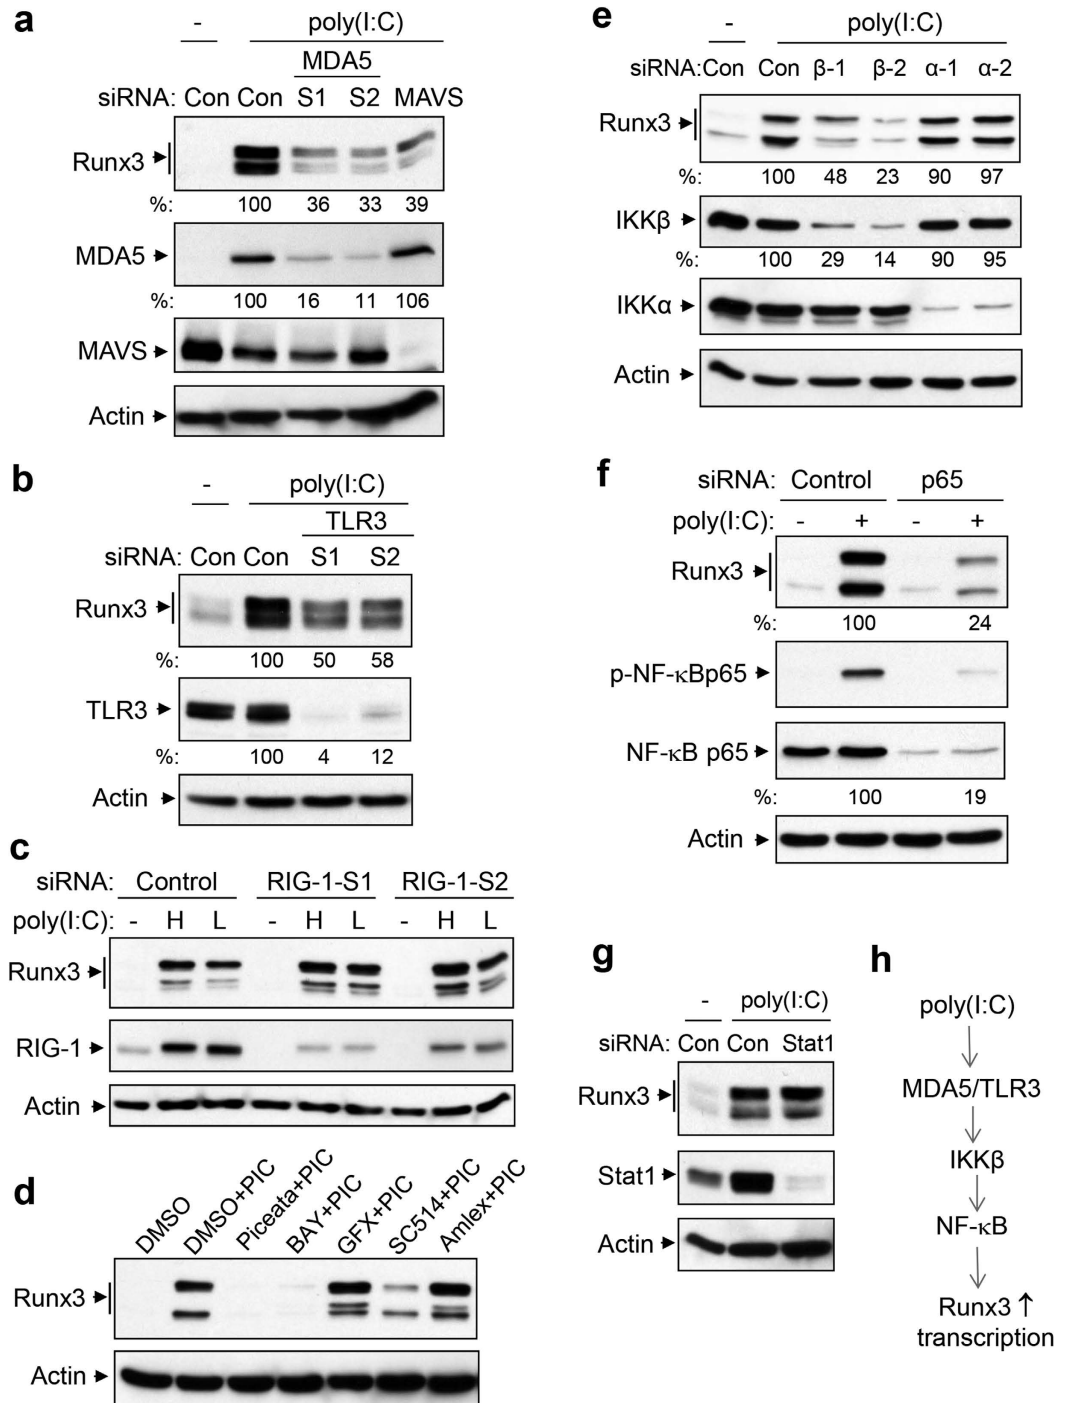 a
- poly(I:C)
MDA5
siRNA: Con Con S1 S2 MAVS
Runx3
%: 100 36 33 39
MDA5
%: 100 16 11 106
MAVS
Actin
b
- poly(I:C)
TLR3
siRNA: Con Con S1 S2
Runx3
%: 100 50 58
TLR3
%: 100 4 12
Actin
c
siRNA: Control RIG-1-S1 RIG-1-S2
poly(I:C): - H L - H L - H L
Runx3
RIG-1
Actin
d
DMSO DMSO+PIC Piceata+PIC BAY+PIC GFX+PIC SC514+PIC Amlex+PIC
Runx3
Actin
e
- poly(I:C)
siRNA:Con Con β-1 β-2 α-1 α-2
Runx3
%: 100 48 23 90 97
IKKβ
%: 100 29 14 90 95
IKKα
Actin
f
siRNA: Control p65
poly(I:C): - + - +
Runx3
%: 100 24
p-NF-κBp65
NF-κB p65
%: 100 19
Actin
g
- poly(I:C)
siRNA: Con Con Stat1
Runx3
Stat1
Actin
h
poly(I:C)
MDA5/TLR3
IKKβ
NF-κB
Runx3 ↑
transcription